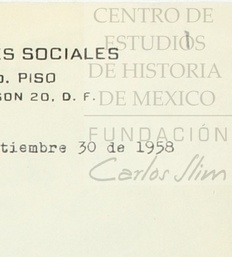 CENTRO DE
ESTUDIOS
DE HISTORIA
DE MEXICO
FUNDACIÓN
Carlos Slim
ES SOCIALES
O. PISO
SON 20, D. F.
tiembre 30 de 1958